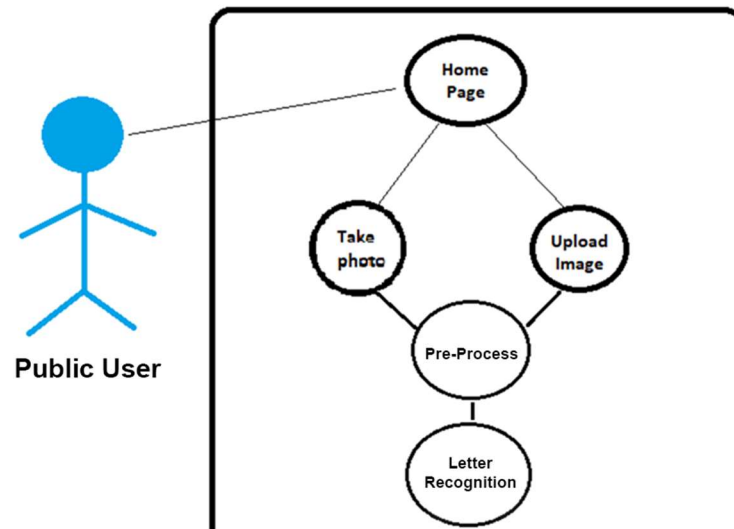 Home
Page
Take
photo
Upload
Image
Pre-Process
Public User
Letter
Recognition